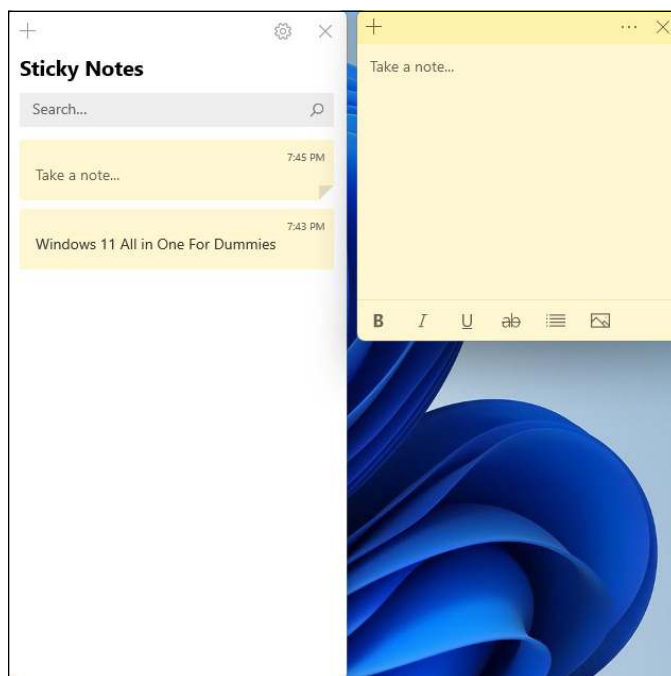 Sticky Notes
Search...
7:45 PM
Take a note...
7:43 PM
Windows 11 All in One For Dummies
Take a note...
B I U ab